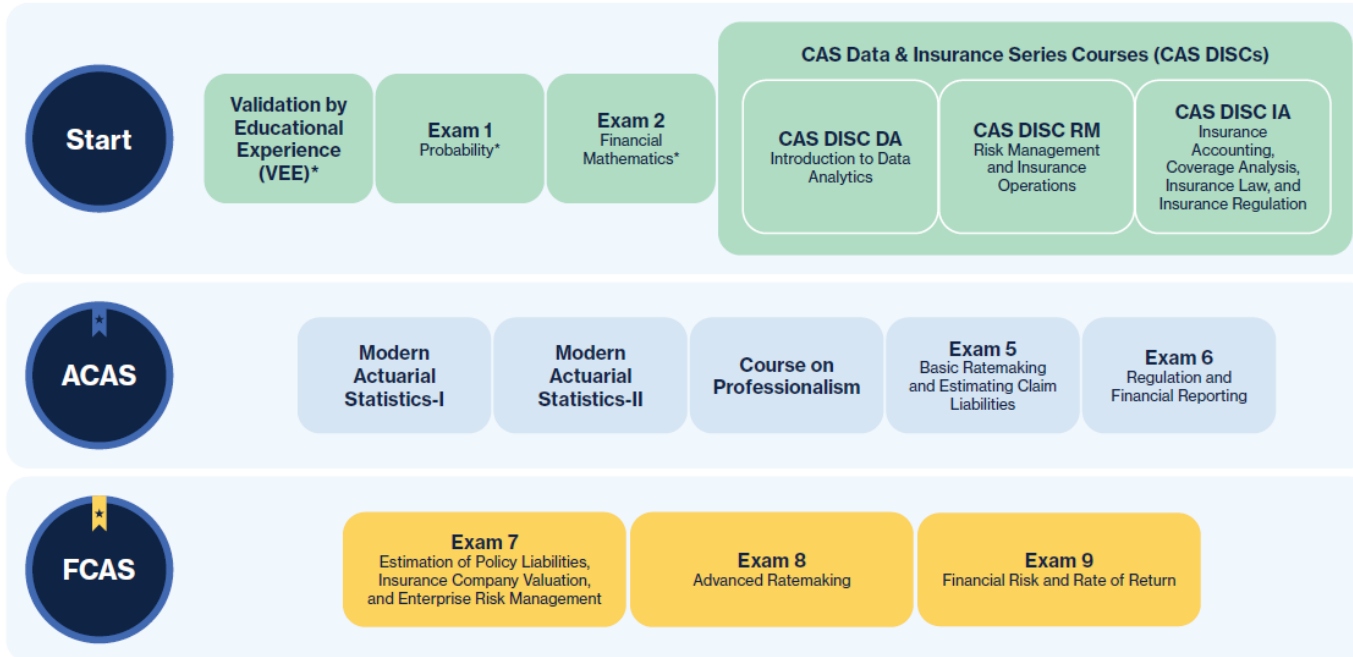 Start
Validation by
Educational
Experience
(VEE)*
Exam 1
Probability*
Exam 2
Financial
Mathematics*
CAS Data & Insurance Series Courses (CAS DISCs)
CAS DISC DA
Introduction to Data
Analytics
CAS DISC RM
Risk Management
and Insurance
Operations
CAS DISC IA
Insurance
Accounting,
Coverage Analysis,
Insurance Law, and
Insurance Regulation
ACAS
Modern
Actuarial
Statistics-I
Modern
Actuarial
Statistics-II
Course on
Professionalism
Exam 5
Basic Ratemaking
and Estimating Claim
Liabilities
Exam 6
Regulation and
Financial Reporting
FCAS
Exam 7
Estimation of Policy Liabilities,
Insurance Company Valuation,
and Enterprise Risk Management
Exam 8
Advanced Ratemaking
Exam 9
Financial Risk and Rate of Return